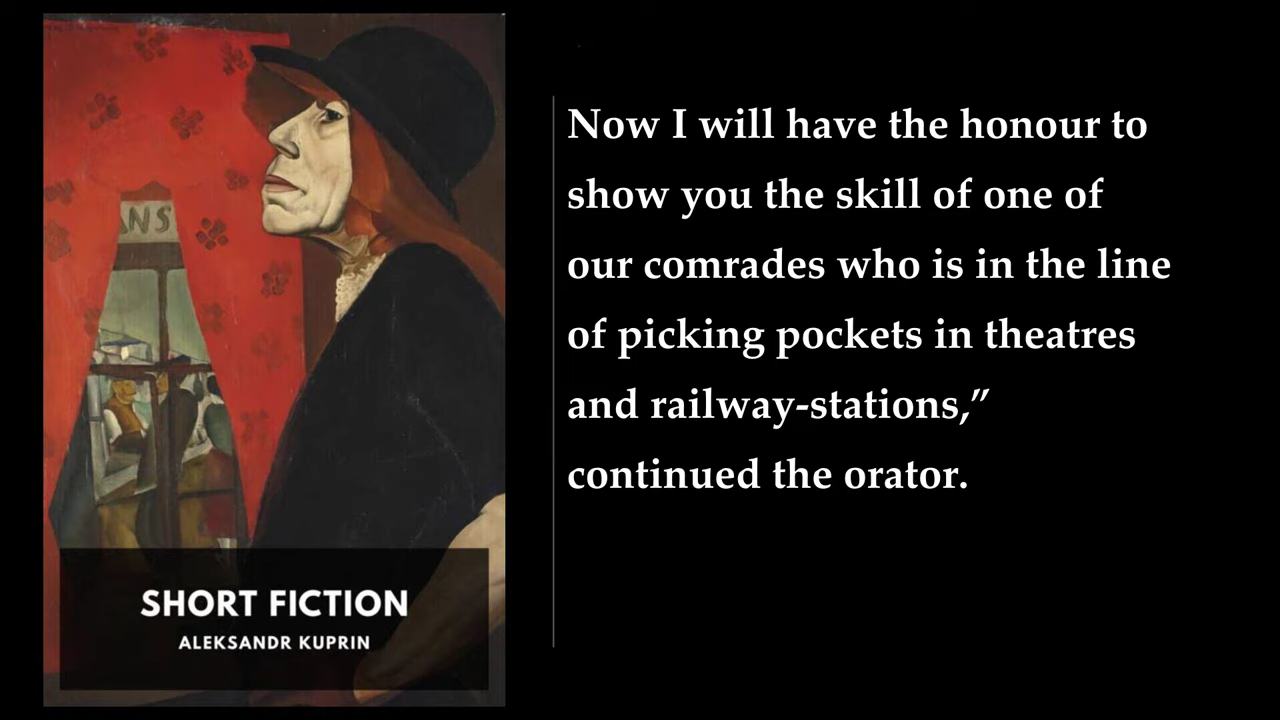 ANS
SHORT FICTION
ALEKSANDR KUPRIN
Now I will have the honour to
show you the skill of one of
our comrades who is in the line
of picking pockets in theatres
and railway-stations,”
continued the orator.